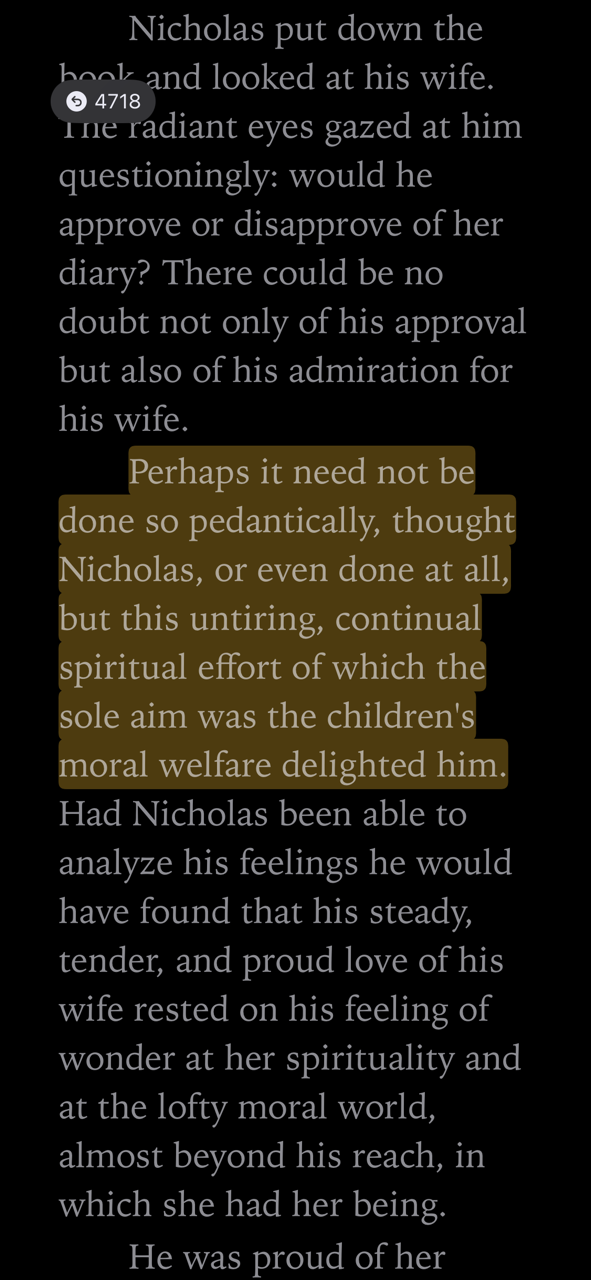 Nicholas put down the
book and looked at his wife.
4718
The radiant eyes gazed at him
questioningly: would he
approve or disapprove of her
diary? There could be no
doubt not only of his approval
but also of his admiration for
his wife.
Perhaps it need not be
done so pedantically, thought
Nicholas, or even done at all,
but this untiring, continual
spiritual effort of which the
sole aim was the children's
moral welfare delighted him.
Had Nicholas been able to
analyze his feelings he would
have found that his steady,
tender, and proud love of his
wife rested on his feeling of
wonder at her spirituality and
at the lofty moral world,
almost beyond his reach, in
which she had her being.
He was proud of her